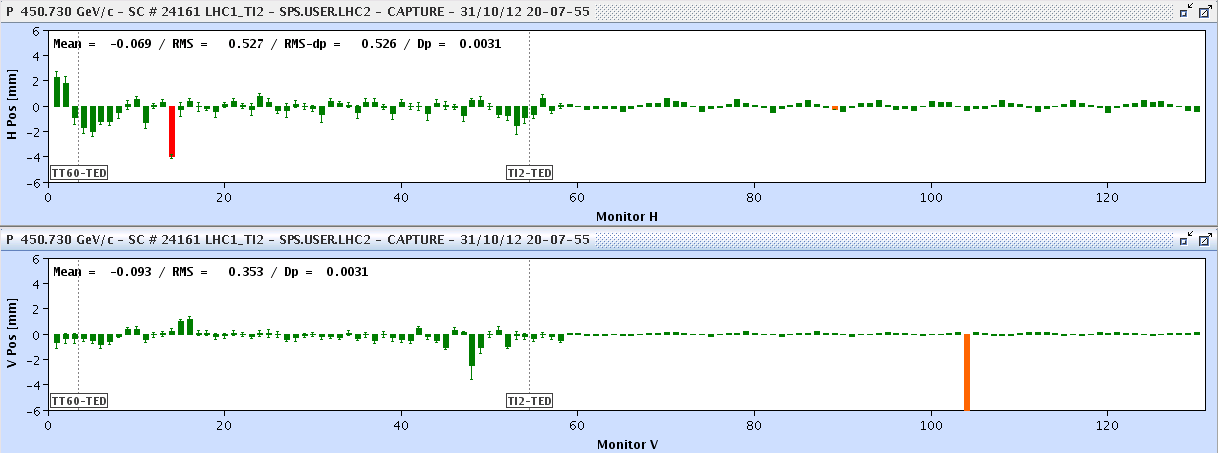 P 450.730 GeV/c - SC # 24161 LHC1_TI2 - SPS.USER.LHC2 - CAPTURE - 31/10/12 20-07-55
Mean = -0.069 / RMS = 0.527 / RMS-dp = 0.526 / Dp = 0.0031
H Pos [mm]
6
4
2
0
-2
-4
-6
TT60-TED
TI2-TED
0 20 40 60 80 100 120
Monitor H
P 450.730 GeV/c - SC # 24161 LHC1_TI2 - SPS.USER.LHC2 - CAPTURE - 31/10/12 20-07-55
Mean = -0.093 / RMS = 0.353 / Dp = 0.0031
V Pos [mm]
6
4
2
0
-2
-4
-6
TT60-TED
TI2-TED
0 20 40 60 80 100 120
Monitor V